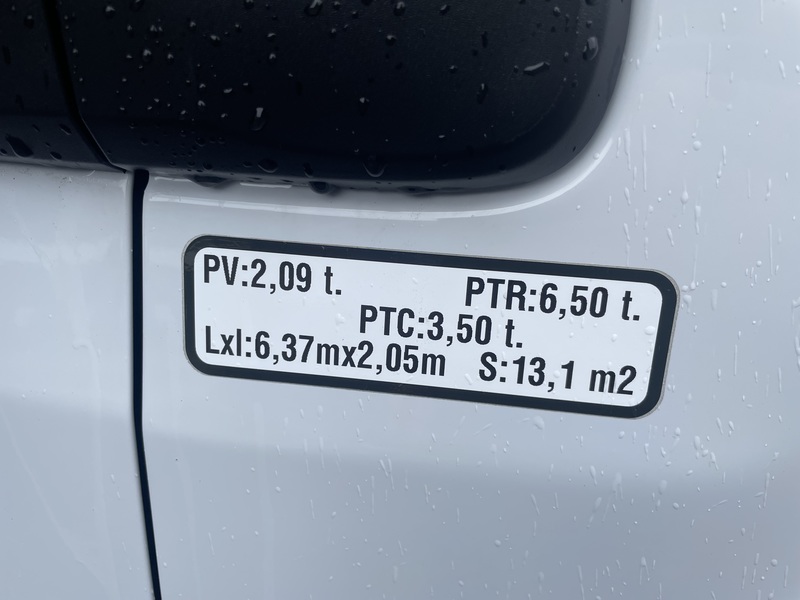 PV:2,09 t.
PTR:6,50 t.
PTC:3,50 t.
Lxl:6,37mx2,05m
S:13,1 m2